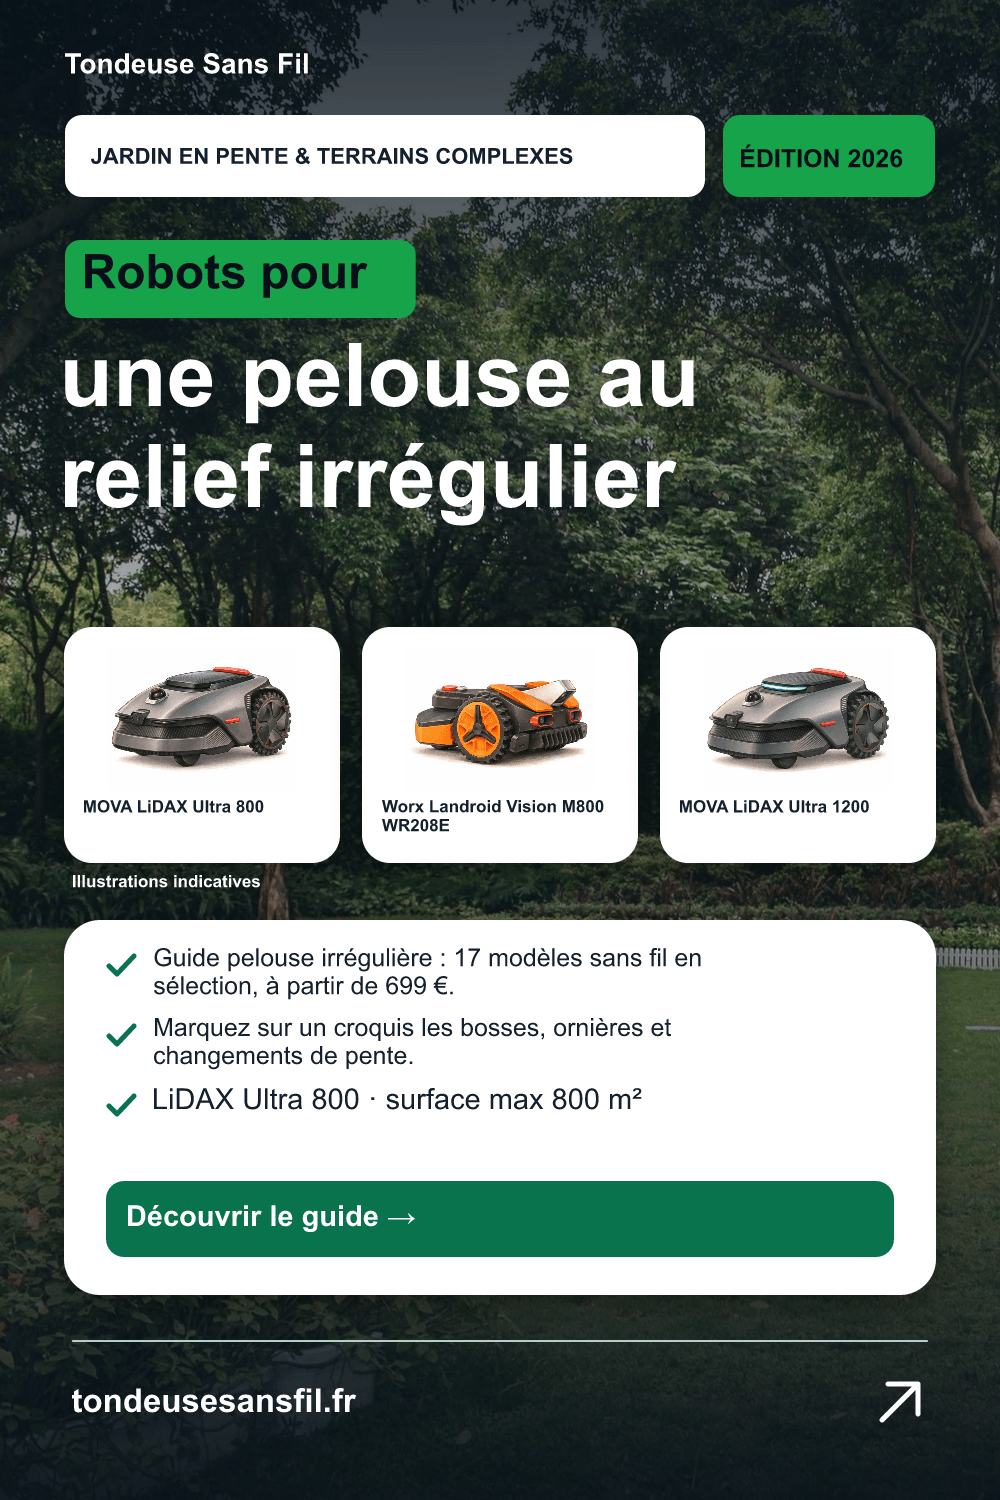 Tondeuse Sans Fil
JARDIN EN PENTE & TERRAINS COMPLEXES
ÉDITION 2026
Robots pour
une pelouse au
relief irrégulier
MOVA LiDAX Ultra 800
Worx Landroid Vision M800
WR208E
MOVA LiDAX Ultra 1200
Illustrations indicatives
Guide pelouse irrégulière : 17 modèles sans fil en
sélection, à partir de 699 €.
Marquez sur un croquis les bosses, ornières et
changements de pente.
LiDAX Ultra 800 · surface max 800 m²
Découvrir le guide →
tondeusesansfil.fr